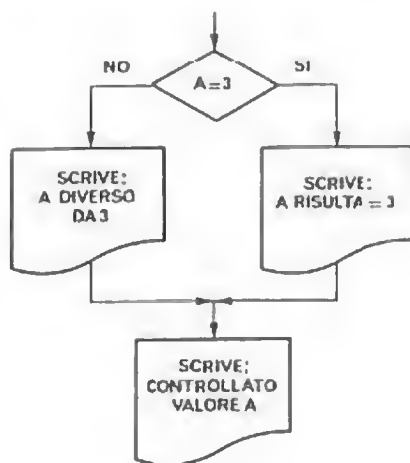 NO
SI
A=3
SCRIVE:
A DIVERSO
DA 3
SCRIVE:
A RISULTA = 3
SCRIVE:
CONTROLLATO
VALORE A